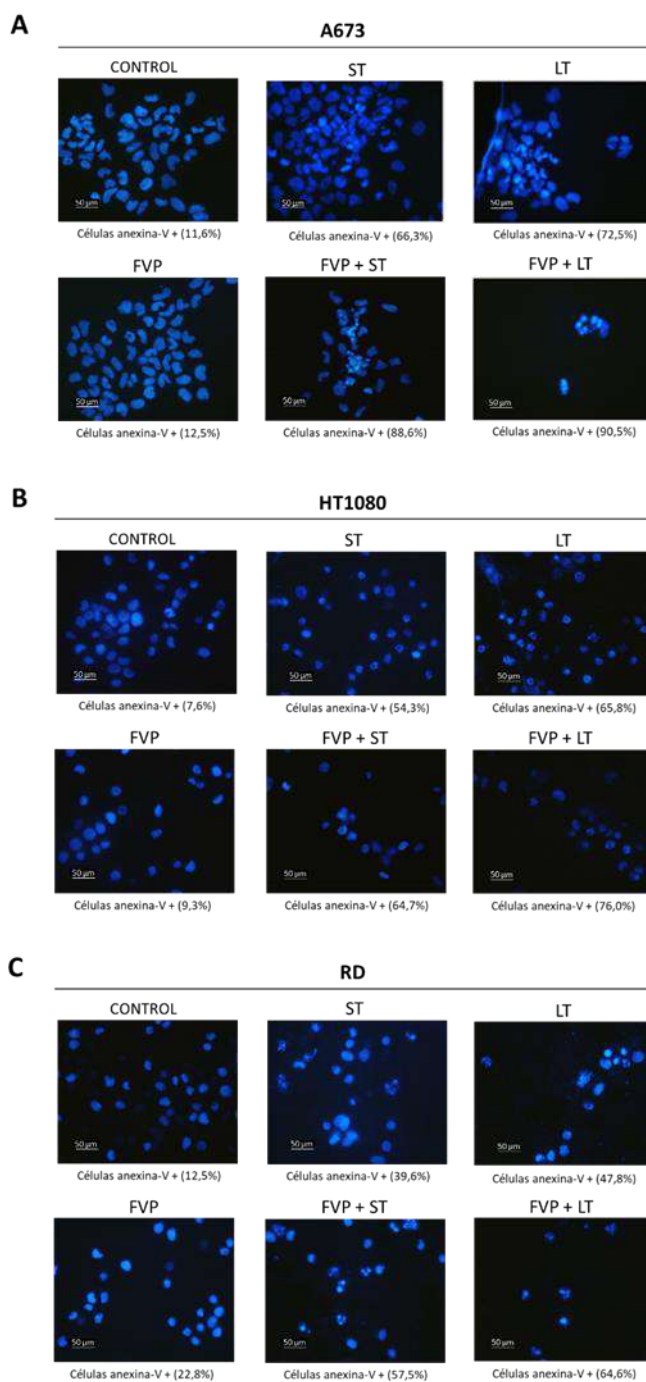 A
A673
CONTROL ST LT
50 µm 50 µm 50 µm
Células anexina-V + (11,6%) Células anexina-V + (66,3%) Células anexina-V + (72,5%)
FVP FVP + ST FVP + LT
50 µm 50 µm 50 µm
Células anexina-V + (12,5%) Células anexina-V + (88,6%) Células anexina-V + (90,5%)
B
HT1080
CONTROL ST LT
50 µm 50 µm 50 µm
Células anexina-V + (7,6%) Células anexina-V + (54,3%) Células anexina-V + (65,8%)
FVP FVP + ST FVP + LT
50 µm 50 µm 50 µm
Células anexina-V + (9,3%) Células anexina-V + (64,7%) Células anexina-V + (76,0%)
C
RD
CONTROL ST LT
50 µm 50 µm 50 µm
Células anexina-V + (12,5%) Células anexina-V + (39,6%) Células anexina-V + (47,8%)
FVP FVP + ST FVP + LT
50 µm 50 µm 50 µm
Células anexina-V + (22,8%) Células anexina-V + (57,5%) Células anexina-V + (64,6%)